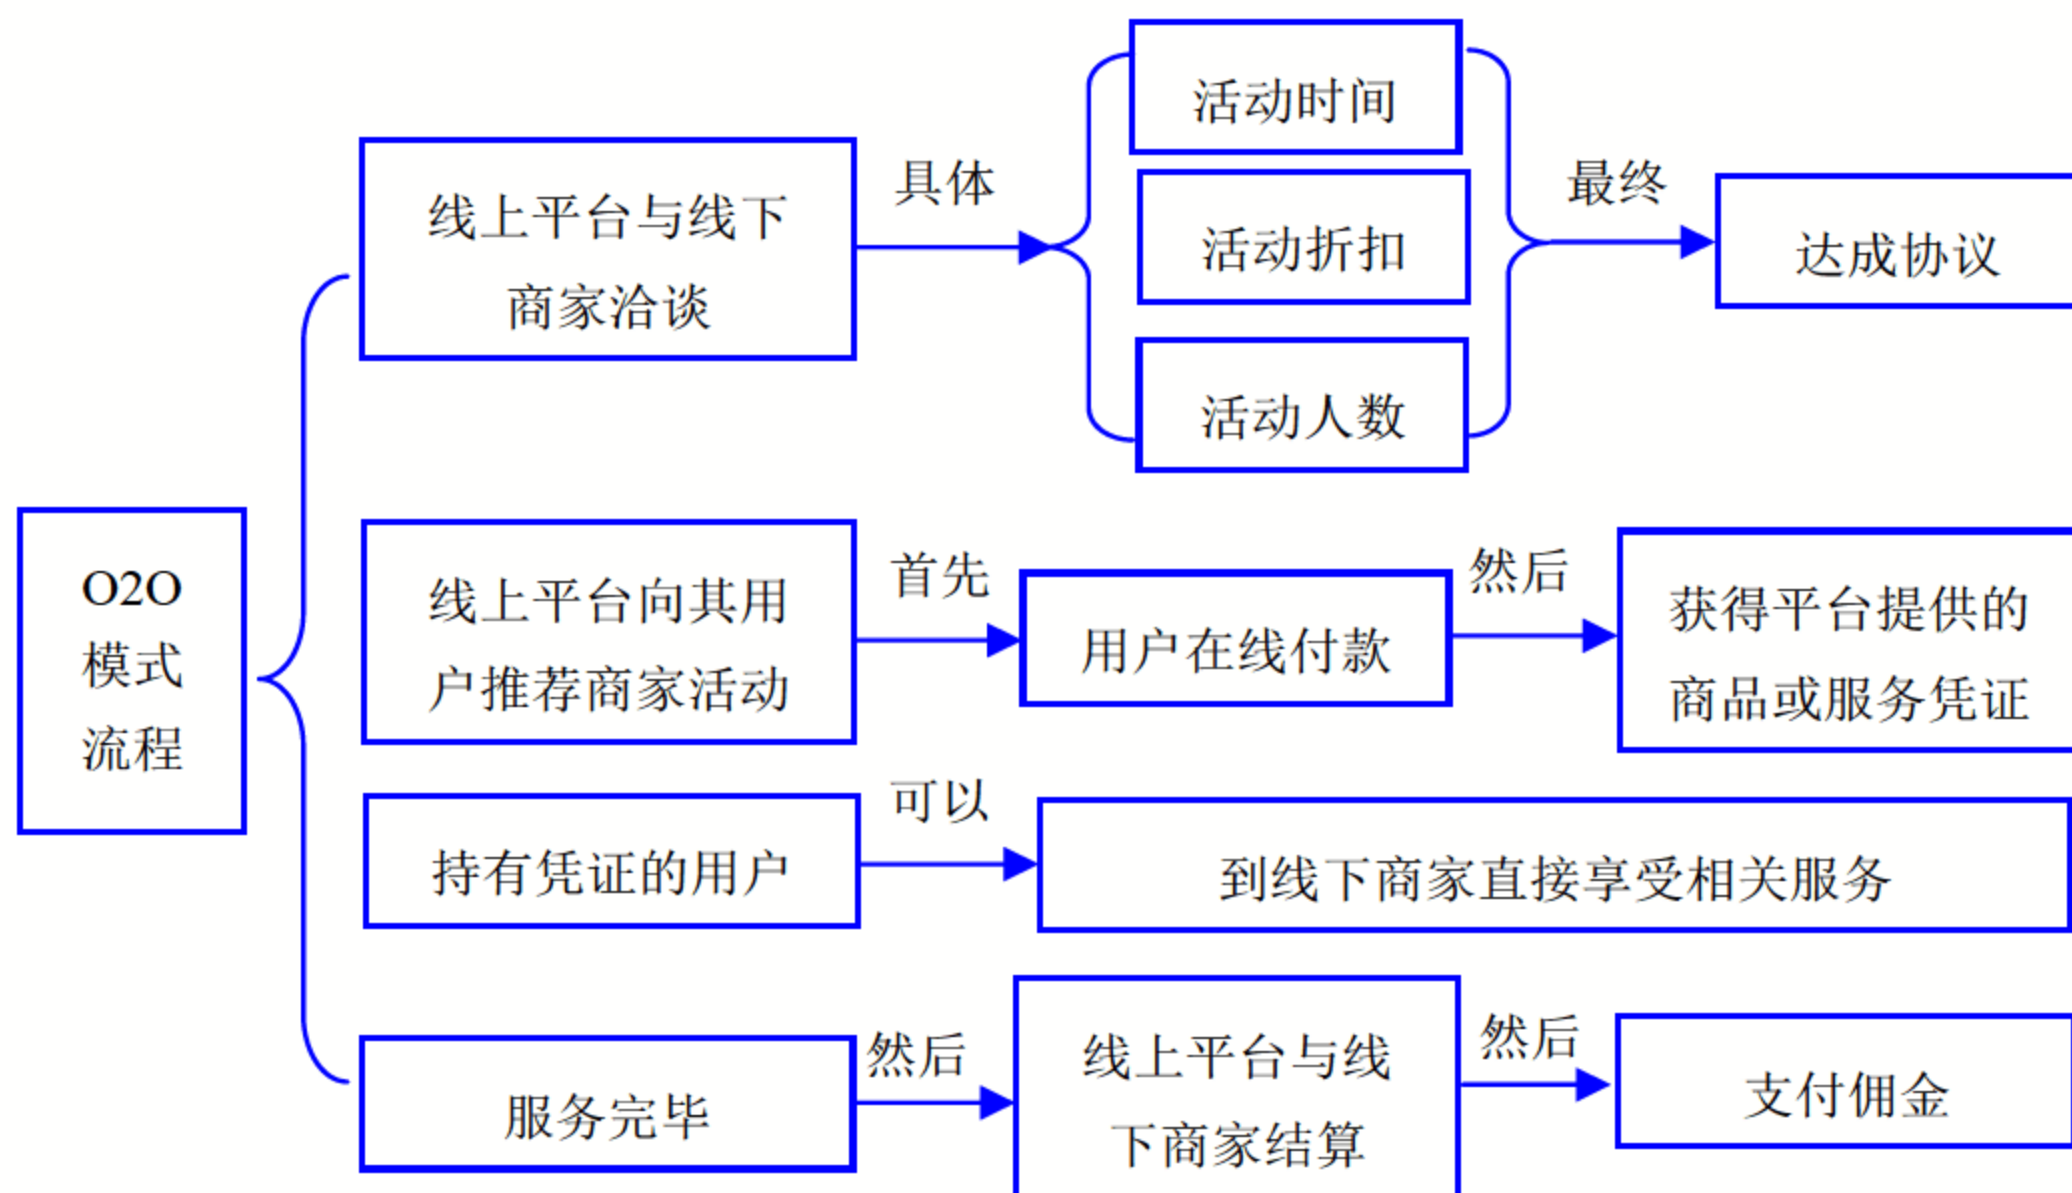 O2O
模式
流程
线上平台与线下
商家洽谈
具体
活动时间
活动折扣
活动人数
最终
达成协议
线上平台向其用
户推荐商家活动
首先
用户在线付款
然后
获得平台提供的
商品或服务凭证
持有凭证的用户
可以
到线下商家直接享受相关服务
服务完毕
然后
线上平台与线
下商家结算
然后
支付佣金